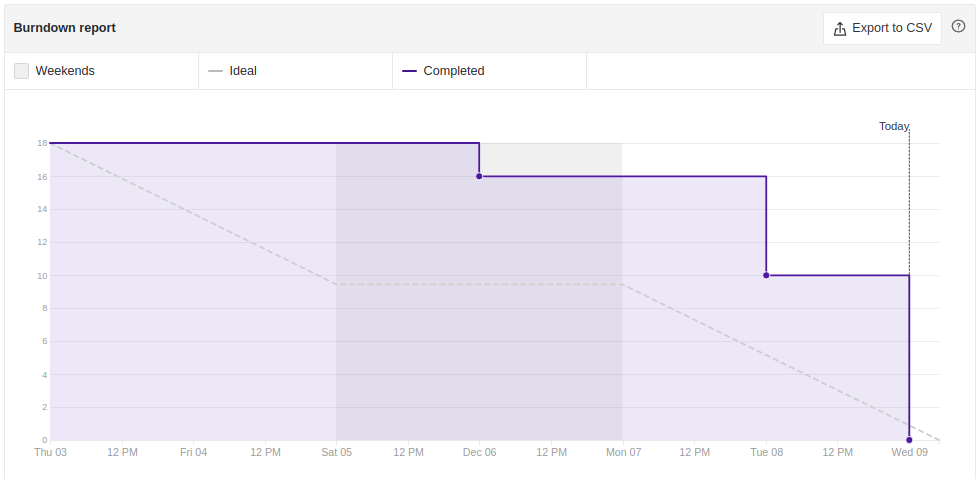 Burndown report
Export to CSV
?
Weekends
Ideal
Completed
Today
18
16
14
12
10
8
6
4
2
0
Thu 03 12 PM Fri 04 12 PM Sat 05 12 PM Dec 06 12 PM Mon 07 12 PM Tue 08 12 PM Wed 09